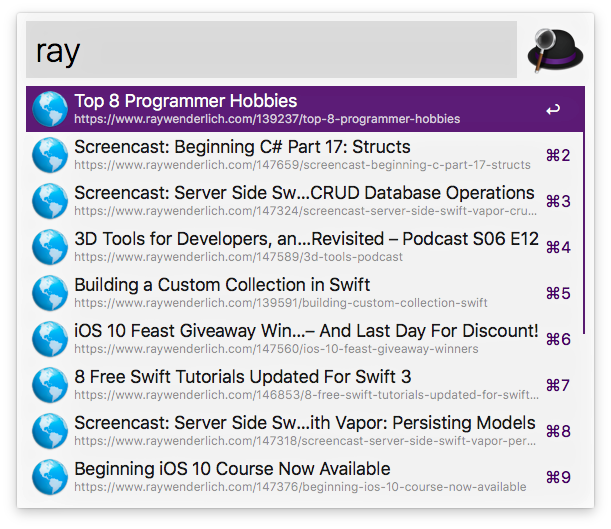 ray
Top 8 Programmer Hobbies
https://www.raywenderlich.com/139237/top-8-programmer-hobbies
↩
Screencast: Beginning C# Part 17: Structs
https://www.raywenderlich.com/147659/screencast-beginning-c-part-17-structs
⌘2
Screencast: Server Side Sw...CRUD Database Operations
https://www.raywenderlich.com/147324/screencast-server-side-swift-vapor-cru...
⌘3
3D Tools for Developers, an...Revisited – Podcast S06 E12
https://www.raywenderlich.com/147589/3d-tools-podcast
⌘4
Building a Custom Collection in Swift
https://www.raywenderlich.com/139591/building-custom-collection-swift
⌘5
iOS 10 Feast Giveaway Win...– And Last Day For Discount!
https://www.raywenderlich.com/147560/ios-10-feast-giveaway-winners
⌘6
8 Free Swift Tutorials Updated For Swift 3
https://www.raywenderlich.com/146853/8-free-swift-tutorials-updated-for-swift...
⌘7
Screencast: Server Side Sw...ith Vapor: Persisting Models
https://www.raywenderlich.com/147318/screencast-server-side-swift-vapor-per...
⌘8
Beginning iOS 10 Course Now Available
https://www.raywenderlich.com/147376/beginning-ios-10-course-now-available
⌘9